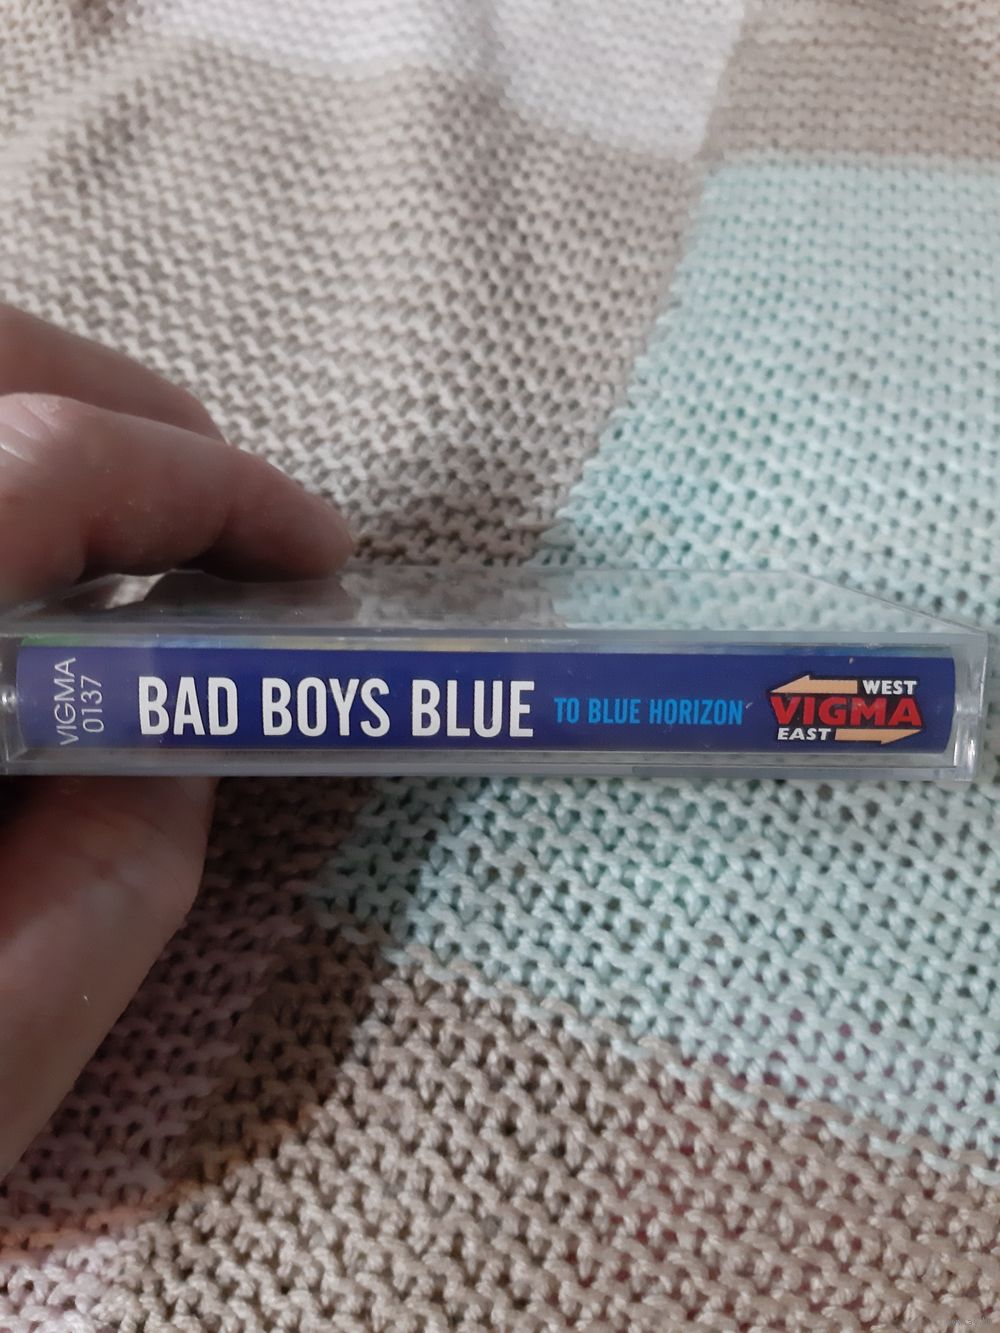 VIGMA
0137
BAD BOYS BLUE TO BLUE HORIZON
WEST
VIGMA
EAST